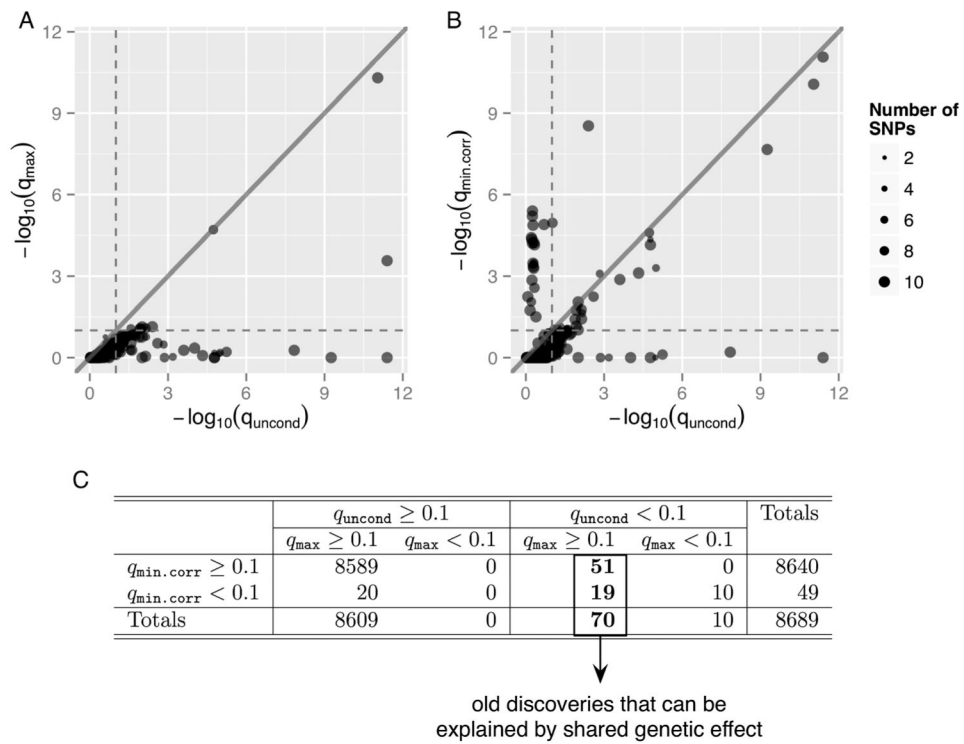 A
12
9
6
3
0
−log10(qmax)
0 3 6 9 12
−log10(quncond)
B
12
9
6
3
0
−log10(qmin.corr)
0 3 6 9 12
−log10(quncond)
Number of
SNPs
2
4
6
8
10
C
quncond ≥ 0.1 quncond < 0.1 Totals
qmax ≥ 0.1 qmax < 0.1 qmax ≥ 0.1 qmax < 0.1
qmin.corr ≥ 0.1 8589 0 51 0 8640
qmin.corr < 0.1 20 0 19 10 49
Totals 8609 0 70 10 8689
old discoveries that can be
explained by shared genetic effect